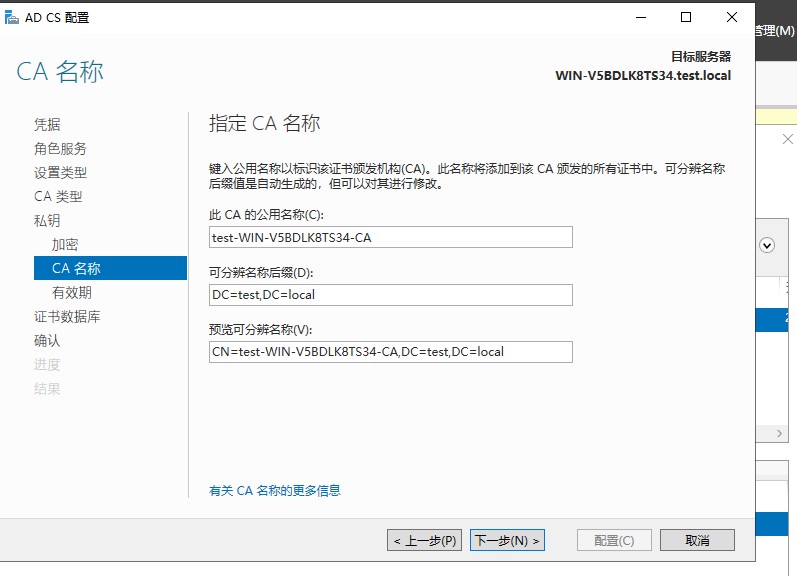 AD CS 配置
管理(M)
CA 名称
目标服务器
WIN-V5BDLK8TS34.test.local
凭据
角色服务
设置类型
CA 类型
私钥
加密
CA 名称
有效期
证书数据库
确认
进度
结果
指定 CA 名称
键入公用名称以标识该证书颁发机构(CA)。此名称将添加到该 CA 颁发的所有证书中。可分辨名称
后缀值是自动生成的，但可以对其进行修改。
此 CA 的公用名称(C):
test-WIN-V5BDLK8TS34-CA
可分辨名称后缀(D):
DC=test,DC=local
预览可分辨名称(V):
CN=test-WIN-V5BDLK8TS34-CA,DC=test,DC=local
有关 CA 名称的更多信息
< 上一步(P)
下一步(N) >
配置(C)
取消